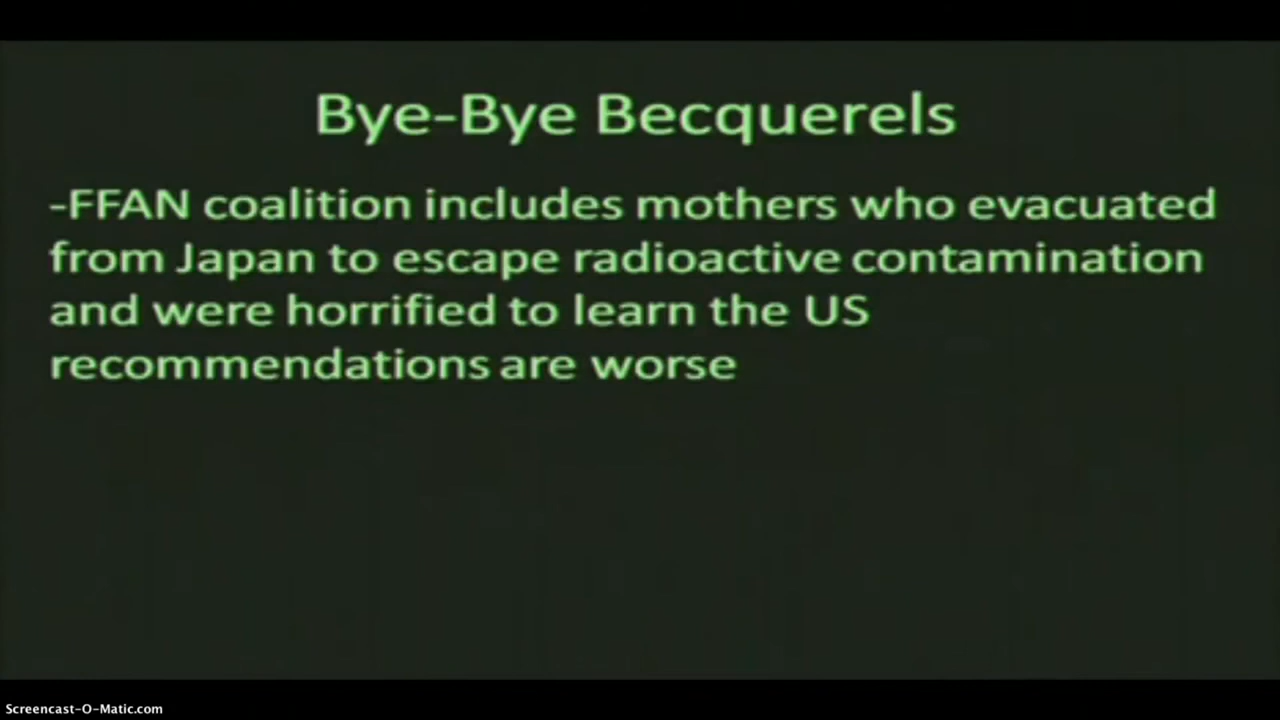 Bye-Bye Becquerels
-FFAN coalition includes mothers who evacuated
from Japan to escape radioactive contamination
and were horrified to learn the US
recommendations are worse
Screencast-O-Matic.com